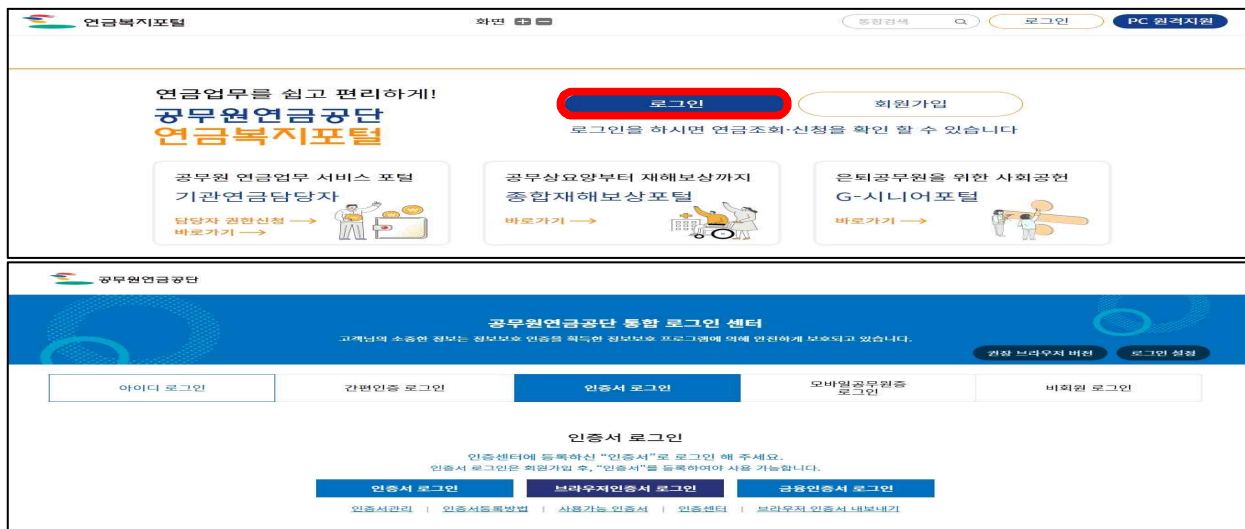 연금복지포털
화면 + -
통합검색
로그인
PC 원격지원
연금업무를 쉽고 편리하게!
공무원연금공단
연금복지포털
로그인
회원가입
로그인을 하시면 연금조회·신청을 확인 할 수 있습니다
공무원 연금업무 서비스 포털
기관연금담당자
담당자 권한신청 →
바로가기 →
공무상요양부터 재해보상까지
종합재해보상포털
바로가기 →
은퇴공무원을 위한 사회공헌
G-시니어포털
바로가기 →
공무원연금공단
공무원연금공단 통합 로그인 센터
고객님의 소중한 정보는 정보보호 인증을 획득한 정보보호 프로그램에 의해 안전하게 보호되고 있습니다.
권장 브라우저 버전
로그인 설정
아이디 로그인
간편인증 로그인
인증서 로그인
모바일공무원증
로그인
비회원 로그인
인증서 로그인
인증센터에 등록하신 “인증서”로 로그인 해 주세요.
인증서 로그인은 회원가입 후, “인증서”를 등록하여야 사용 가능합니다.
인증서 로그인
브라우저인증서 로그인
금융인증서 로그인
인증서관리 | 인증서등록방법 | 사용가능 인증서 | 인증센터 | 브라우저 인증서 내보내기